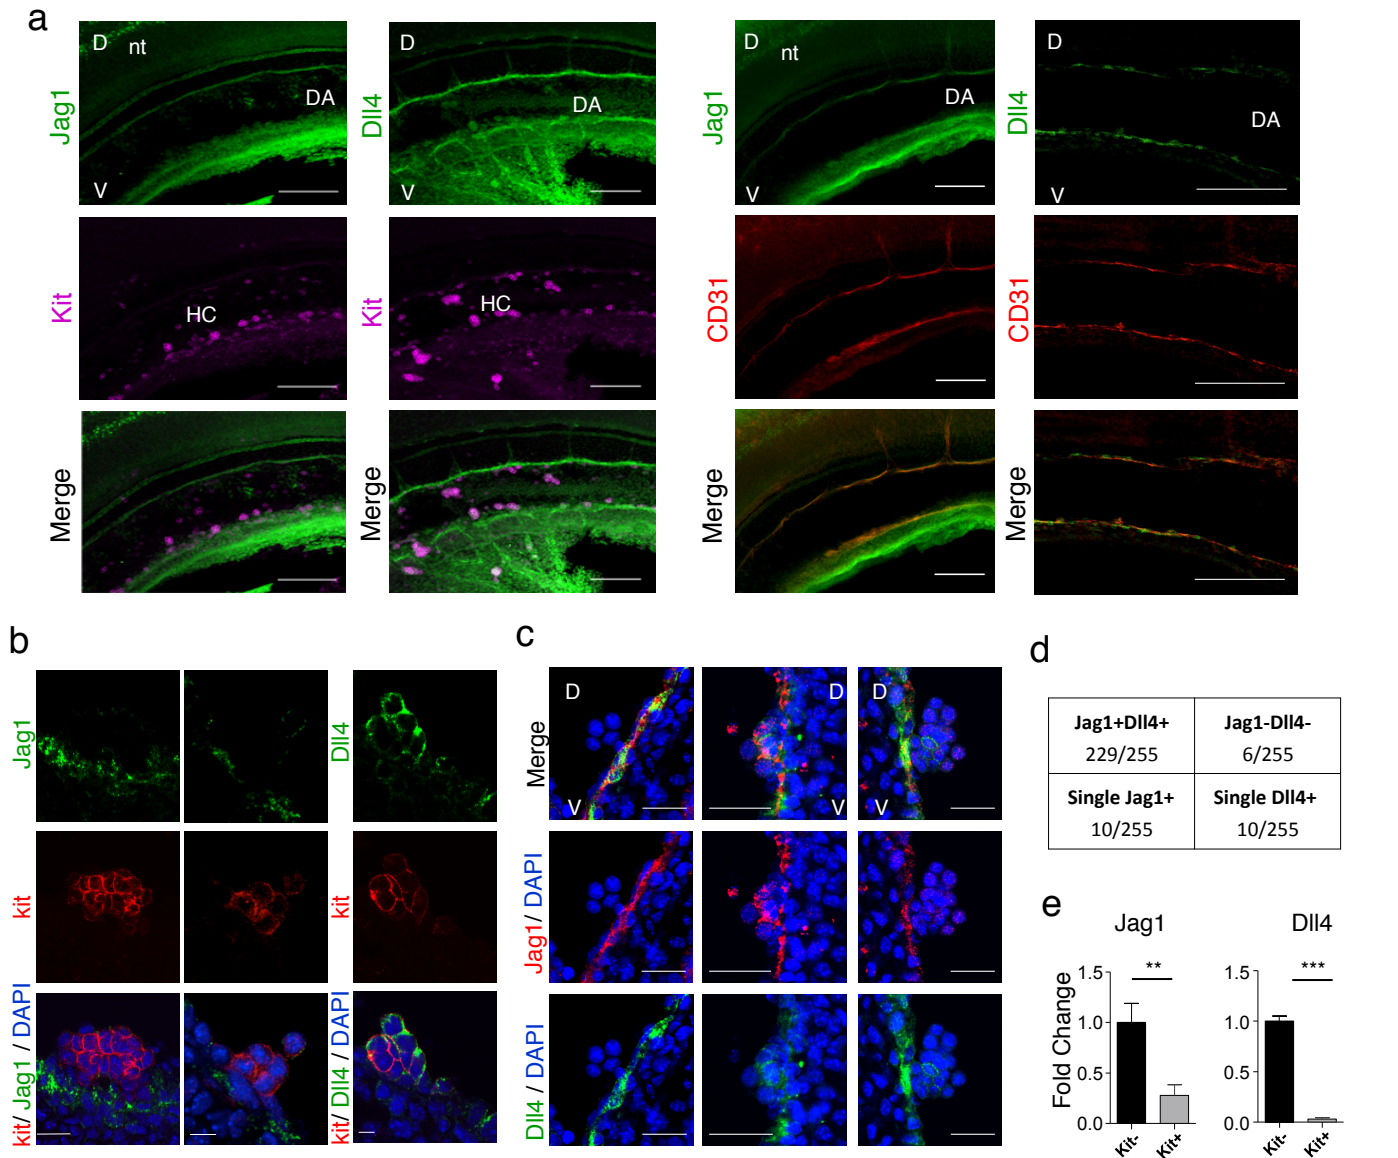 a
D nt
DA
V
Jag1
D
DA
V
Dll4
D
nt
DA
V
Jag1
D
DA
V
Dll4
HC
Kit
HC
Kit
CD31
CD31
Merge
Merge
Merge
Merge
b
Jag1
Dll4
kit
kit
kit/ Jag1 / DAPI
kit/ Dll4 / DAPI
c
D
V
D
V
D
V
Merge
Jag1/ DAPI
Dll4 / DAPI
d
Jag1+Dll4+
229/255
Jag1-Dll4-
6/255
Single Jag1+
10/255
Single Dll4+
10/255
e
Jag1
Fold Change
1.5
1.0
0.5
0.0
**
Kit-
Kit+
Dll4
1.5
1.0
0.5
0.0
***
Kit-
Kit+